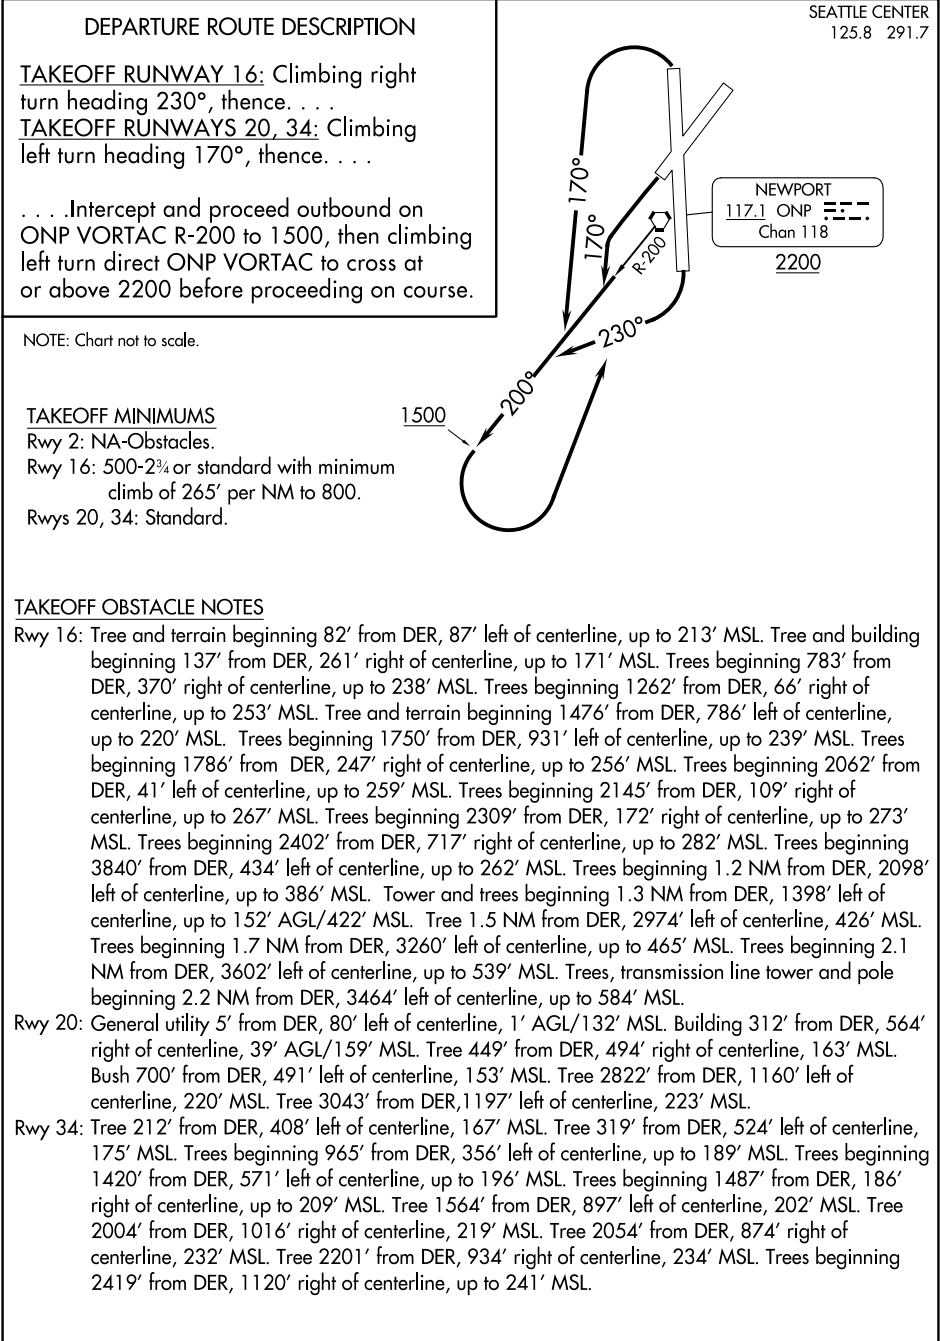 DEPARTURE ROUTE DESCRIPTION
TAKEOFF RUNWAY 16: Climbing right
turn heading 230°, thence. . . .
TAKEOFF RUNWAYS 20, 34: Climbing
left turn heading 170°, thence. . . .
. . . .Intercept and proceed outbound on
ONP VORTAC R-200 to 1500, then climbing
left turn direct ONP VORTAC to cross at
or above 2200 before proceeding on course.
SEATTLE CENTER
125.8 291.7
170°
170°
R-200
NEWPORT
117.1 ONP
Chan 118
2200
230°
200°
1500
NOTE: Chart not to scale.
TAKEOFF MINIMUMS
Rwy 2: NA-Obstacles.
Rwy 16: 500-2¾ or standard with minimum
climb of 265’ per NM to 800.
Rwys 20, 34: Standard.
TAKEOFF OBSTACLE NOTES
Rwy 16: Tree and terrain beginning 82’ from DER, 87’ left of centerline, up to 213’ MSL. Tree and building
beginning 137’ from DER, 261’ right of centerline, up to 171’ MSL. Trees beginning 783’ from
DER, 370’ right of centerline, up to 238’ MSL. Trees beginning 1262’ from DER, 66’ right of
centerline, up to 253’ MSL. Tree and terrain beginning 1476’ from DER, 786’ left of centerline,
up to 220’ MSL. Trees beginning 1750’ from DER, 931’ left of centerline, up to 239’ MSL. Trees
beginning 1786’ from DER, 247’ right of centerline, up to 256’ MSL. Trees beginning 2062’ from
DER, 41’ left of centerline, up to 259’ MSL. Trees beginning 2145’ from DER, 109’ right of
centerline, up to 267’ MSL. Trees beginning 2309’ from DER, 172’ right of centerline, up to 273’
MSL. Trees beginning 2402’ from DER, 717’ right of centerline, up to 282’ MSL. Trees beginning
3840’ from DER, 434’ left of centerline, up to 262’ MSL. Trees beginning 1.2 NM from DER, 2098’
left of centerline, up to 386’ MSL. Tower and trees beginning 1.3 NM from DER, 1398’ left of
centerline, up to 152’ AGL/422’ MSL. Tree 1.5 NM from DER, 2974’ left of centerline, 426’ MSL.
Trees beginning 1.7 NM from DER, 3260’ left of centerline, up to 465’ MSL. Trees beginning 2.1
NM from DER, 3602’ left of centerline, up to 539’ MSL. Trees, transmission line tower and pole
beginning 2.2 NM from DER, 3464’ left of centerline, up to 584’ MSL.
Rwy 20: General utility 5’ from DER, 80’ left of centerline, 1’ AGL/132’ MSL. Building 312’ from DER, 564’
right of centerline, 39’ AGL/159’ MSL. Tree 449’ from DER, 494’ right of centerline, 163’ MSL.
Bush 700’ from DER, 491’ left of centerline, 153’ MSL. Tree 2822’ from DER, 1160’ left of
centerline, 220’ MSL. Tree 3043’ from DER,1197’ left of centerline, 223’ MSL.
Rwy 34: Tree 212’ from DER, 408’ left of centerline, 167’ MSL. Tree 319’ from DER, 524’ left of centerline,
175’ MSL. Trees beginning 965’ from DER, 356’ left of centerline, up to 189’ MSL. Trees beginning
1420’ from DER, 571’ left of centerline, up to 196’ MSL. Trees beginning 1487’ from DER, 186’
right of centerline, up to 209’ MSL. Tree 1564’ from DER, 897’ left of centerline, 202’ MSL. Tree
2004’ from DER, 1016’ right of centerline, 219’ MSL. Tree 2054’ from DER, 874’ right of
centerline, 232’ MSL. Tree 2201’ from DER, 934’ right of centerline, 234’ MSL. Trees beginning
2419’ from DER, 1120’ right of centerline, up to 241’ MSL.